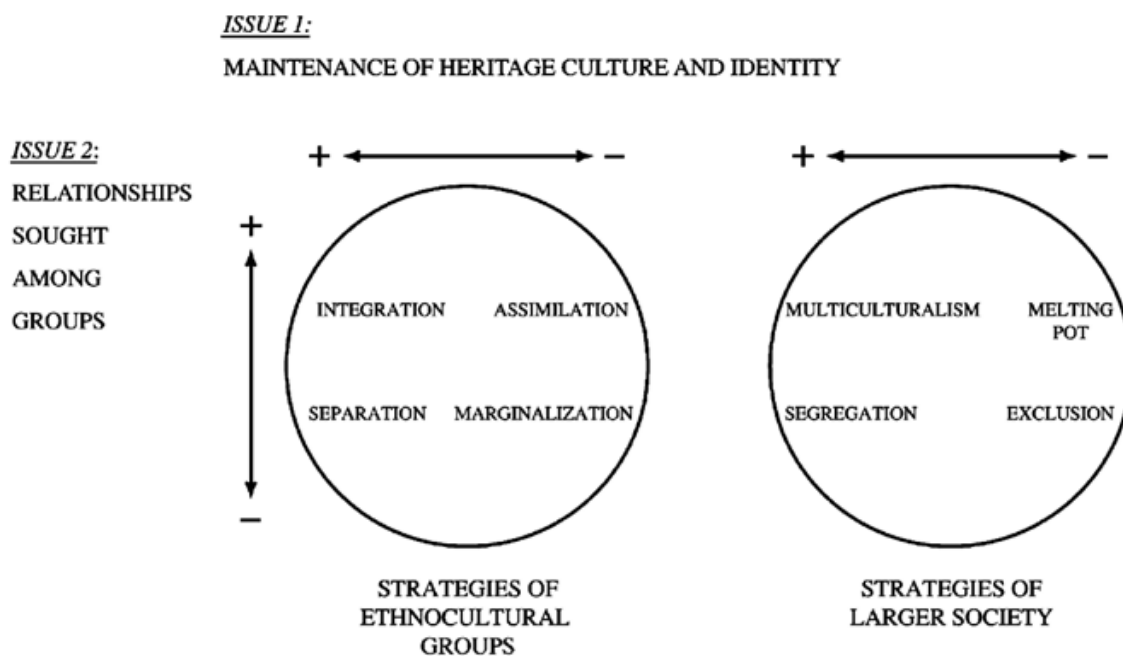 ISSUE 1:
MAINTENANCE OF HERITAGE CULTURE AND IDENTITY
ISSUE 2:
RELATIONSHIPS
SOUGHT
AMONG
GROUPS
+ −
+ −
+
−
INTEGRATION ASSIMILATION
SEPARATION MARGINALIZATION
MULTICULTURALISM MELTING
POT
SEGREGATION EXCLUSION
STRATEGIES OF
ETHNOCULTURAL
GROUPS
STRATEGIES OF
LARGER SOCIETY